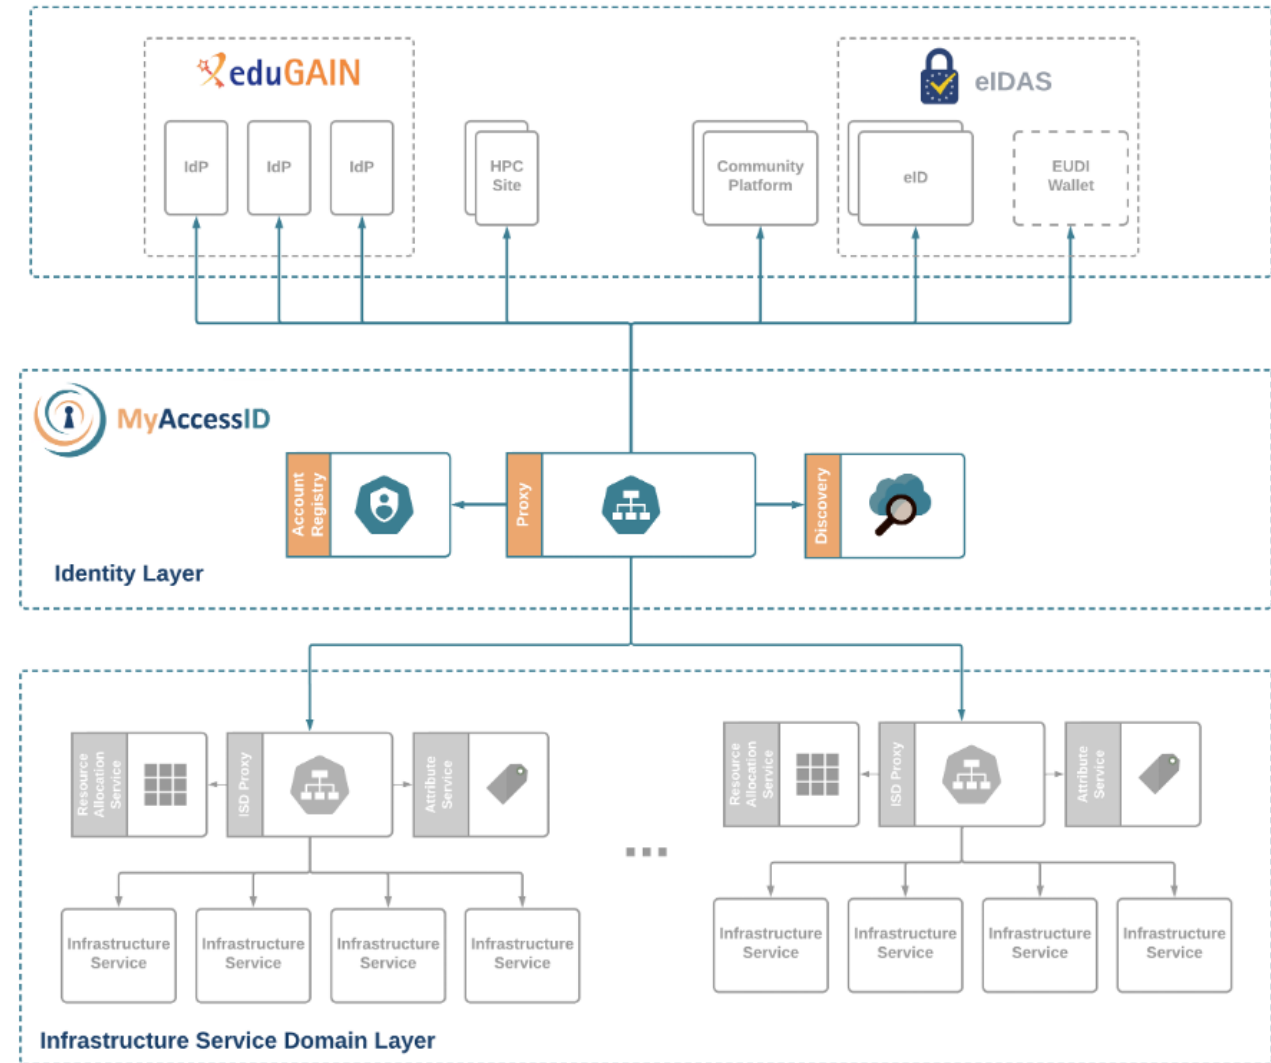 eduGAIN
eIDAS
IdP
IdP
IdP
HPC
Site
Community
Platform
eID
EUDI
Wallet
MyAccessID
Account
Registry
Proxy
Discovery
Identity Layer
Resource
Allocation
Service
ISD Proxy
Attribute
Service
Resource
Allocation
Service
ISD Proxy
Attribute
Service
Infrastructure
Service
Infrastructure
Service
Infrastructure
Service
Infrastructure
Service
Infrastructure
Service
Infrastructure
Service
Infrastructure
Service
Infrastructure
Service
Infrastructure Service Domain Layer